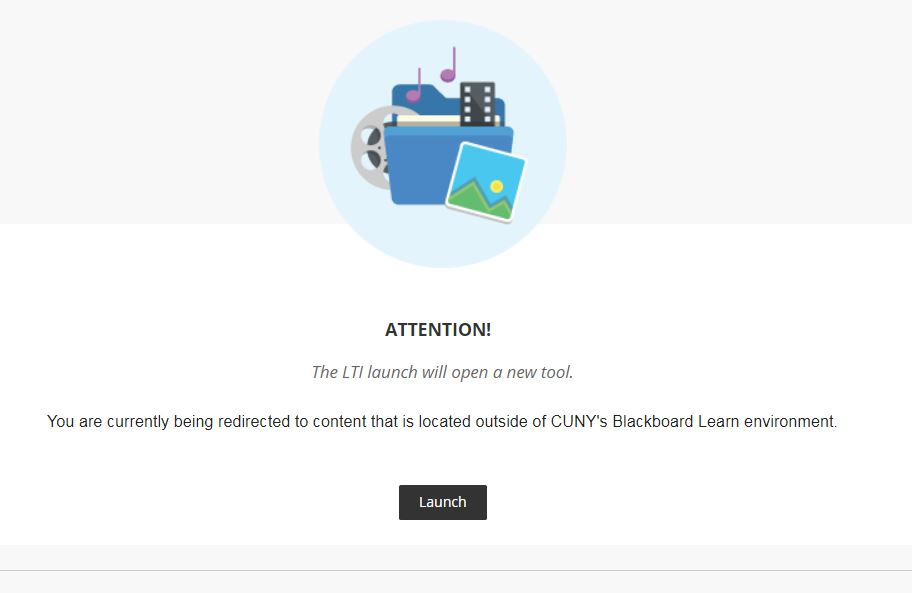 ATTENTION!
The LTI launch will open a new tool.
You are currently being redirected to content that is located outside of CUNY's Blackboard Learn environment.
Launch